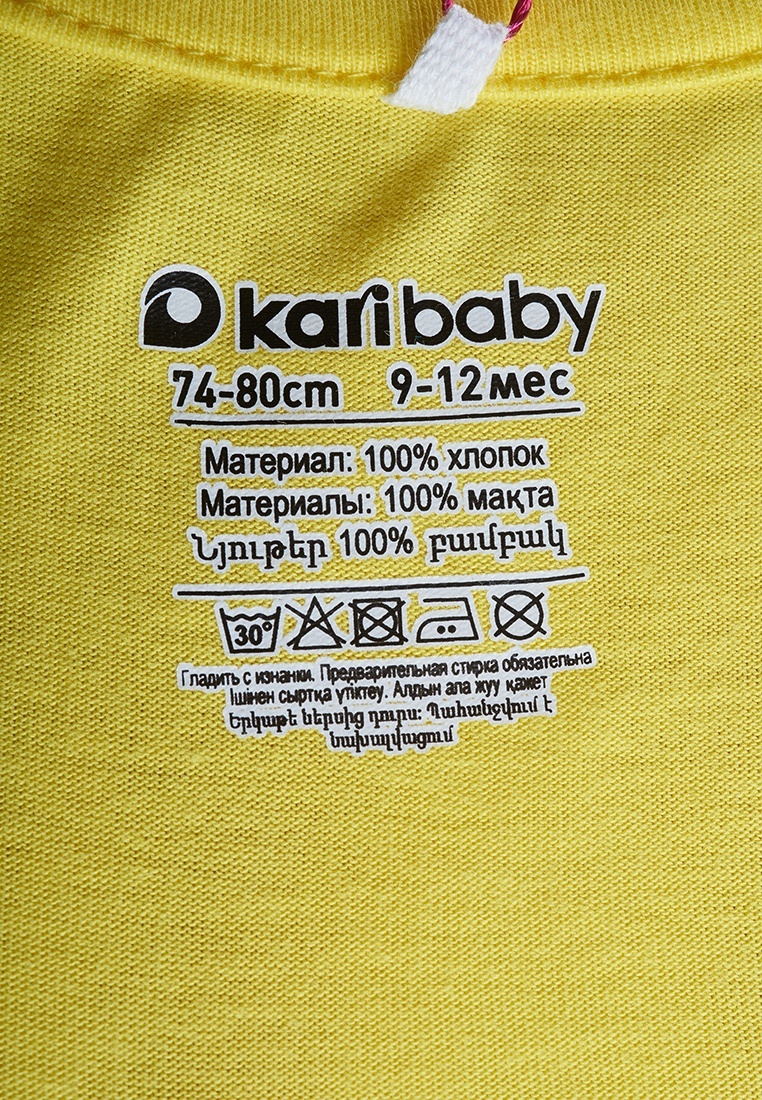 karibaby
74-80cm 9-12мес
Материал: 100% хлопок
Материалы: 100% мақта
Նյութեր 100% բամբակ
30°
Гладить с изнанки. Предварительная стирка обязательна
Ішінен сыртқа үтіктеу. Алдын ала жуу қажет
Երկաթե ներսից դուրս: Պահանջվում է
նախալվացում